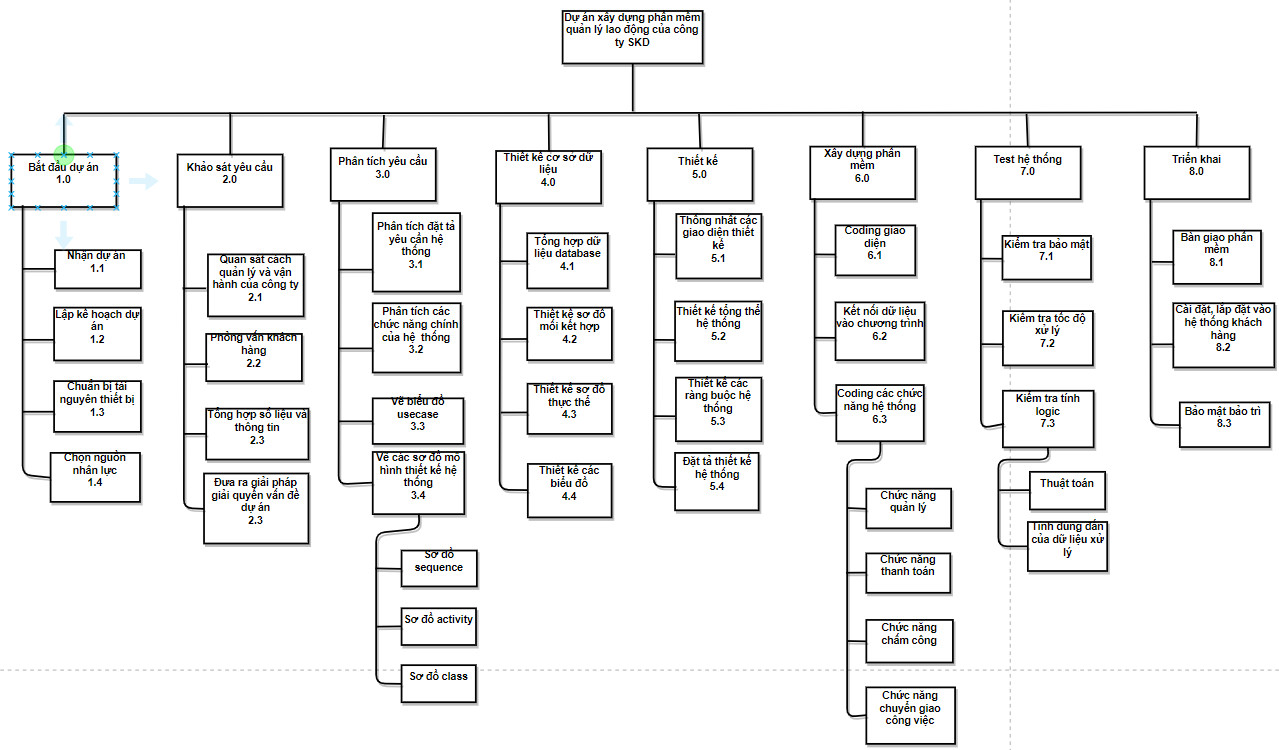 Dự án xây dựng phần mềm
quản lý lao động của công
ty SKD
Bắt đầu dự án
1.0
Nhận dự án
1.1
Lập kế hoạch dự
án
1.2
Chuẩn bị tài
nguyên thiết bị
1.3
Chọn nguồn
nhân lực
1.4
Khảo sát yêu cầu
2.0
Quan sát cách
quản lý và vận
hành của công ty
2.1
Phỏng vấn khách
hàng
2.2
Tổng hợp số liệu và
thông tin
2.3
Đưa ra giải pháp
giải quyến vấn đề
dự án
2.3
Phân tích yêu cầu
3.0
Phân tích đặt tả
yêu cần hệ
thống
3.1
Phân tích các
chức năng chính
của hệ thống
3.2
Vẽ biểu đồ
usecase
3.3
Vẽ các sơ đồ mô
hình thiết kế hệ
thống
3.4
Sơ đồ
sequence
Sơ đồ activity
Sơ đồ class
Thiết kế cơ sở dữ
liệu
4.0
Tổng hợp dữ
liệu database
4.1
Thiết kế sơ đồ
mối kết hợp
4.2
Thiết kế sơ đồ
thực thể
4.3
Thiết kế các
biểu đồ
4.4
Thiết kế
5.0
Thống nhất các
giao diện thiết
kế
5.1
Thiết kế tổng thể
hệ thống
5.2
Thiết kế các
ràng buộc hệ
thống
5.3
Đặt tả thiết kế
hệ thống
5.4
Xây dựng phần
mềm
6.0
Coding giao
diện
6.1
Kết nối dữ liệu
vào chương trình
6.2
Coding các chức
năng hệ thống
6.3
Chức năng
quản lý
Chức năng
thanh toán
Chức năng
chấm công
Chức năng
chuyển giao
công việc
Test hệ thống
7.0
Kiểm tra bảo mật
7.1
Kiểm tra tốc độ
xử lý
7.2
Kiểm tra tính
logic
7.3
Thuật toán
Tính đúng đắn
của dữ liệu xử
lý
Triển khai
8.0
Bàn giao phần
mềm
8.1
Cài đặt, lắp đặt vào
hệ thống khách
hàng
8.2
Bảo mật bảo trì
8.3